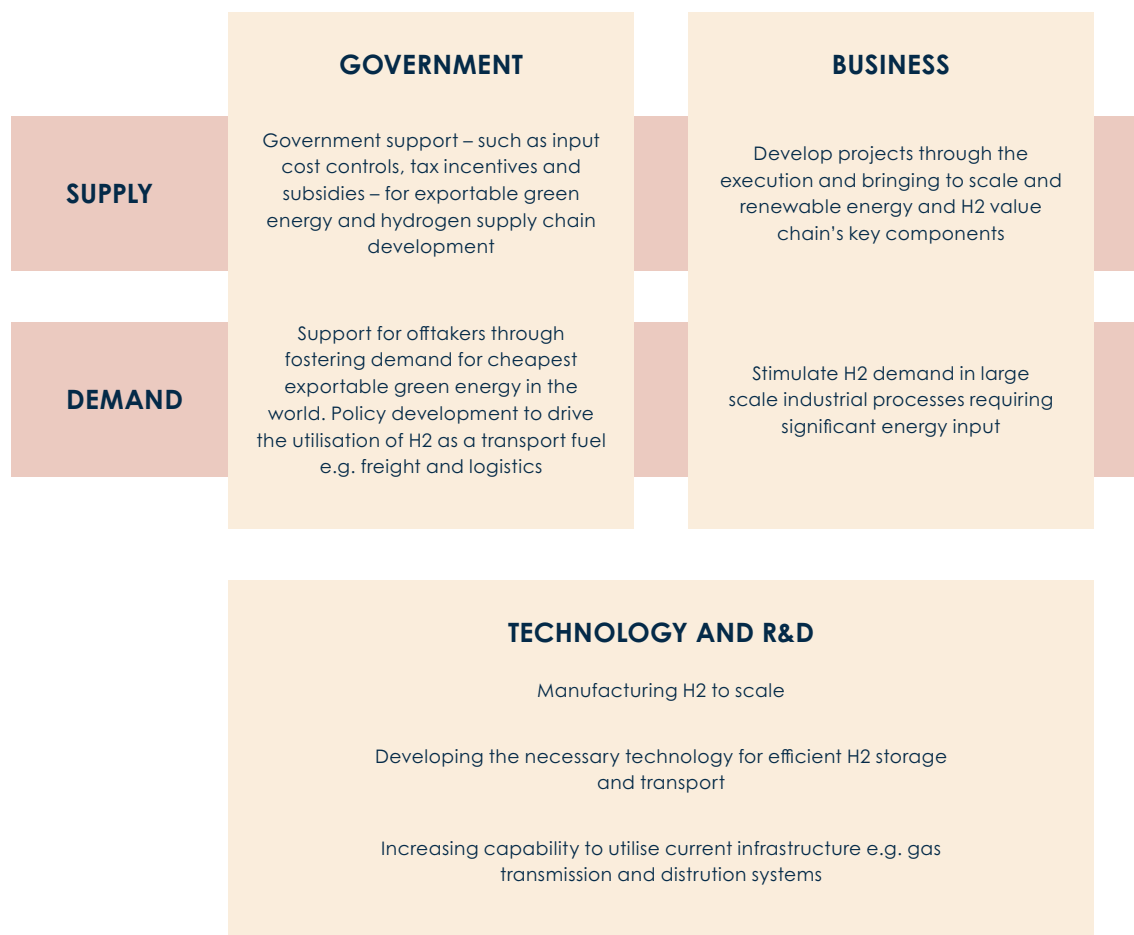 GOVERNMENT
BUSINESS
SUPPLY
Government support – such as input
cost controls, tax incentives and
subsidies – for exportable green
energy and hydrogen supply chain
development
Develop projects through the
execution and bringing to scale and
renewable energy and H2 value
chain’s key components
DEMAND
Support for offtakers through
fostering demand for cheapest
exportable green energy in the
world. Policy development to drive
the utilisation of H2 as a transport fuel
e.g. freight and logistics
Stimulate H2 demand in large
scale industrial processes requiring
significant energy input
TECHNOLOGY AND R&D
Manufacturing H2 to scale
Developing the necessary technology for efficient H2 storage
and transport
Increasing capability to utilise current infrastructure e.g. gas
transmission and distrution systems